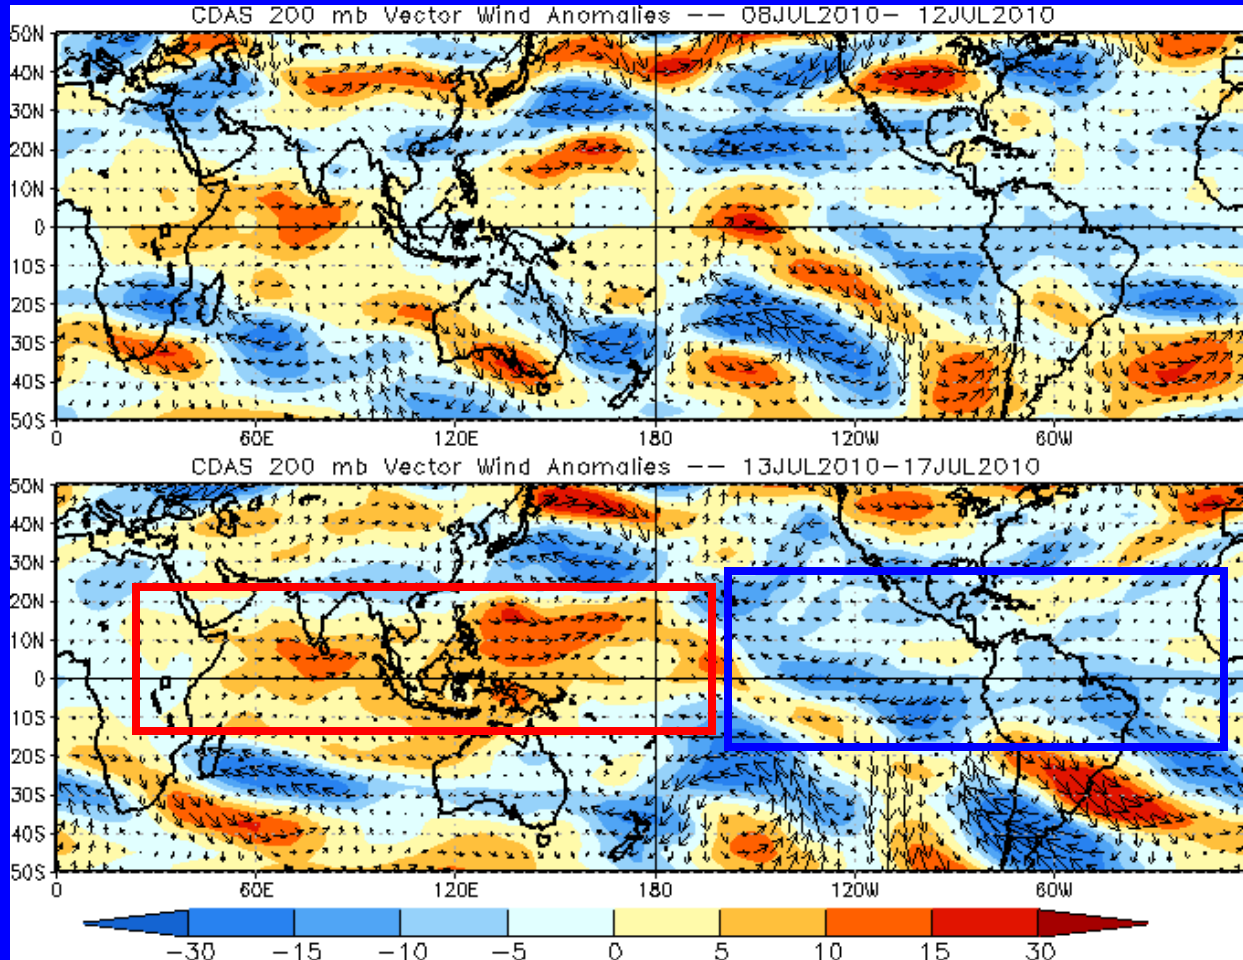 CDAS 200 mb Vector Wind Anomalies -- 08JUL2010- 12JUL2010
50N
40N
30N
20N
10N
0
10S
20S
30S
40S
50S
0 60E 120E 180 120W 60W
CDAS 200 mb Vector Wind Anomalies -- 13JUL2010-17JUL2010
50N
40N
30N
20N
10N
0
10S
20S
30S
40S
50S
0 60E 120E 180 120W 60W
-30 -15 -10 -5 0 5 10 15 30